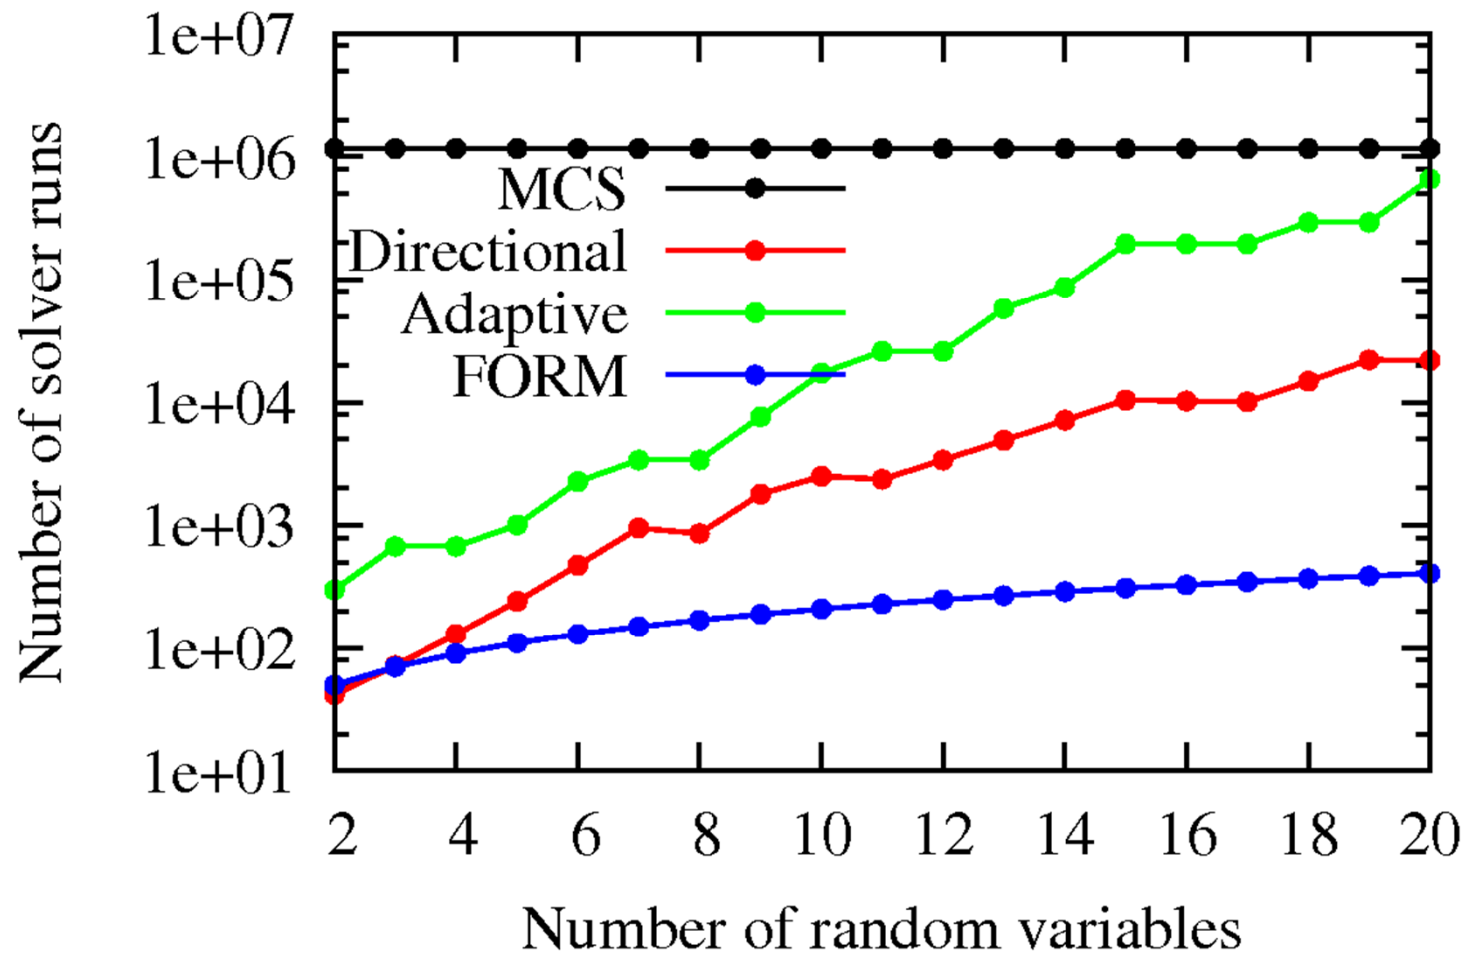 1e+07
1e+06
1e+05
1e+04
1e+03
1e+02
1e+01
Number of solver runs
MCS
Directional
Adaptive
FORM
2 4 6 8 10 12 14 16 18 20
Number of random variables